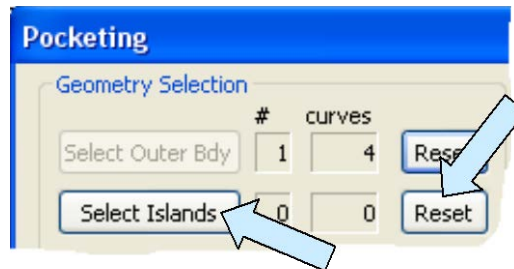 Pocketing
Geometry Selection
# curves
Select Outer Bdy 1 4
Select Islands 0 0 Reset